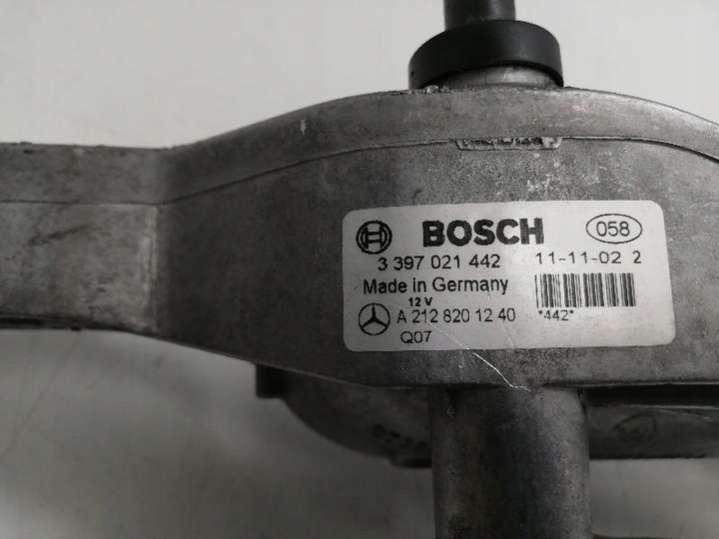 BOSCH 058
3 397 021 442 11-11-02 2
Made in Germany
12 V
A 212 820 12 40 *442*
Q07